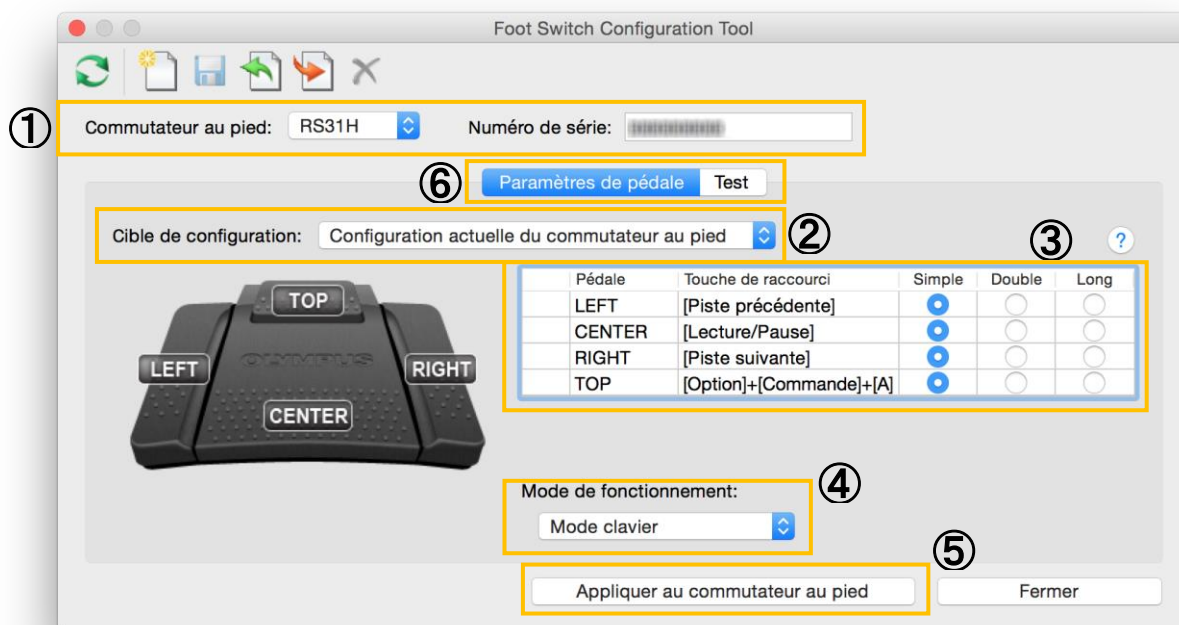 Foot Switch Configuration Tool
① Commutateur au pied: RS31H Numéro de série:
⑥ Paramètres de pédale Test
Cible de configuration: Configuration actuelle du commutateur au pied ② ③ ?
Pédale Touche de raccourci Simple Double Long
LEFT [Piste précédente]
CENTER [Lecture/Pause]
RIGHT [Piste suivante]
TOP [Option]+[Commande]+[A]
TOP
LEFT OLYMPUS RIGHT
CENTER
Mode de fonctionnement: ④
Mode clavier
⑤
Appliquer au commutateur au pied Fermer